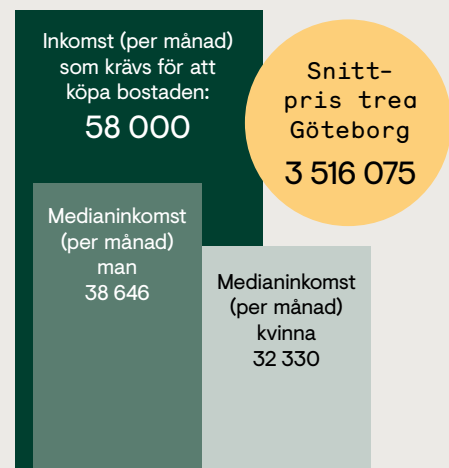 Inkomst (per månad)
som krävs för att
köpa bostaden:
58 000
Snitt-
pris trea
Göteborg
3 516 075
Medianinkomst
(per månad)
man
38 646
Medianinkomst
(per månad)
kvinna
32 330